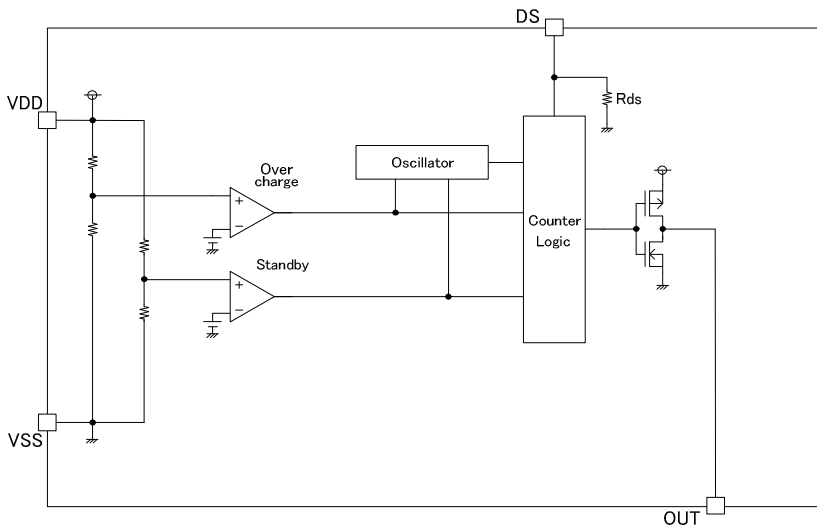 DS
VDD
Rds
Over
charge
Oscillator
+
−
Counter
Logic
Standby
+
−
VSS
OUT